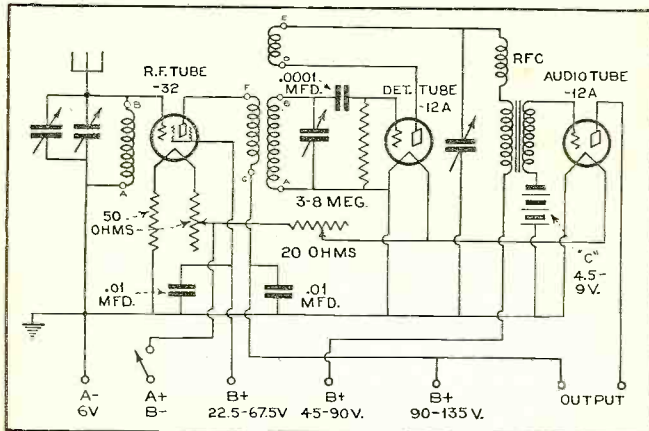 E
D
RFC
R.F. TUBE
-32
.0001
MFD.
DET. TUBE
-12A
AUDIO TUBE
-12A
B
F
B
A
C
A
50
OHMS
3-8 MEG.
20 OHMS
"C"
4.5-
9V.
.01
MFD.
.01
MFD.
A-
6V
A+
B-
B+
22.5-67.5V
B+
45-90V.
B+
90-135V.
OUTPUT